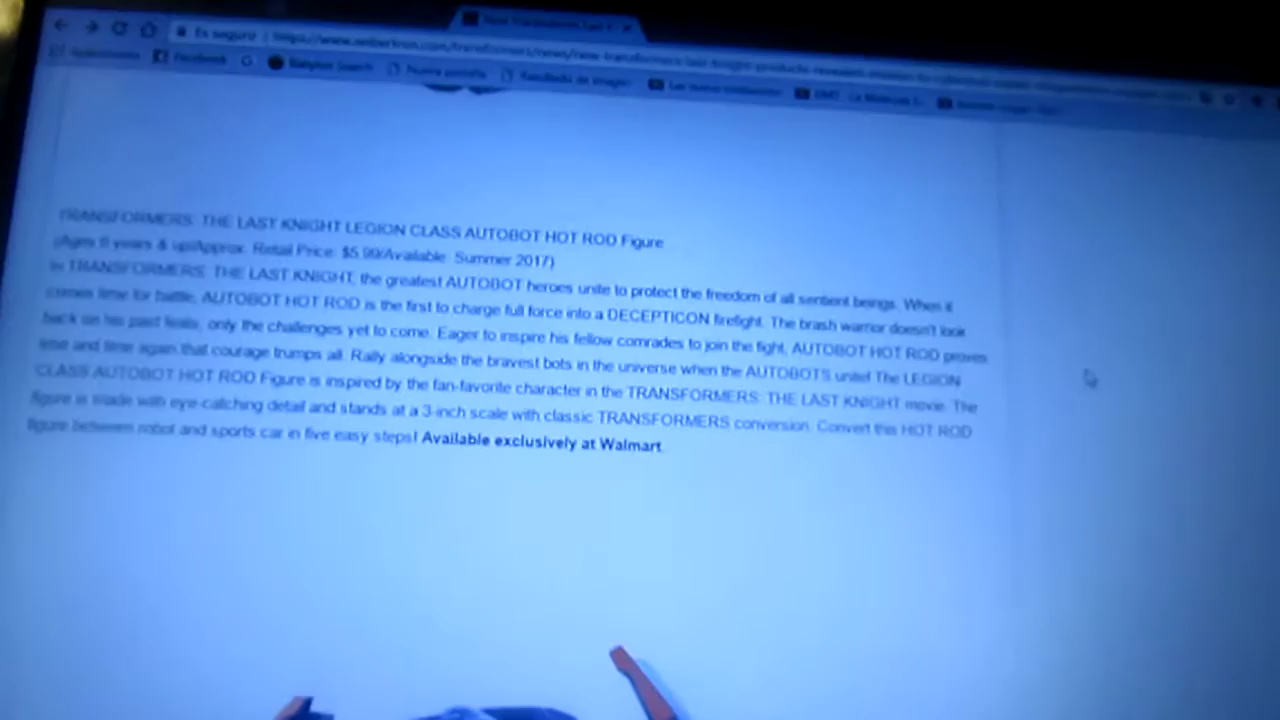 Es seguro | https://www.
Facebook
G Babylon Search
TRANSFORMERS: THE LAST KNIGHT LEGION CLASS AUTOBOT HOT ROD Figure
(Ages 8 years & up/Approx. Retail Price: $5.99/Available: Summer 2017)
In TRANSFORMERS: THE LAST KNIGHT, the greatest AUTOBOT heroes unite to protect the freedom of all sentient beings. When it
comes time for battle, AUTOBOT HOT ROD is the first to charge full force into a DECEPTICON firefight. The brash warrior doesn't look
back on his past feats, only the challenges yet to come. Eager to inspire his fellow comrades to join the fight, AUTOBOT HOT ROD proves
time and time again that courage trumps all. Rally alongside the bravest bots in the universe when the AUTOBOTS unite! The LEGION
CLASS AUTOBOT HOT ROD Figure is inspired by the fan-favorite character in the TRANSFORMERS: THE LAST KNIGHT movie. The
figure is made with eye-catching detail and stands at a 3-inch scale with classic TRANSFORMERS conversion. Convert this HOT ROD
figure between robot and sports car in five easy steps! Available exclusively at Walmart.